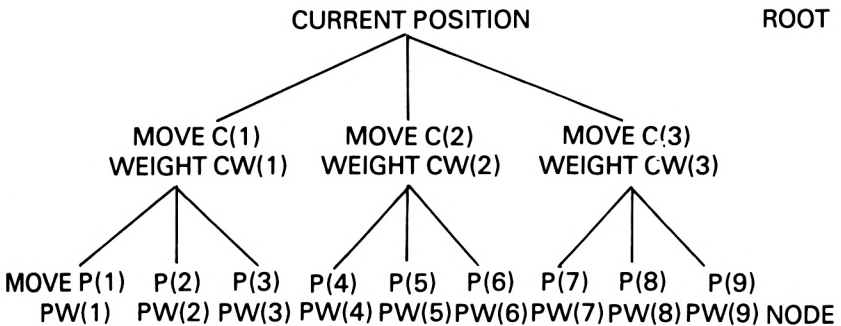 CURRENT POSITION ROOT
MOVE C(1) MOVE C(2) MOVE C(3)
WEIGHT CW(1) WEIGHT CW(2) WEIGHT CW(3)
MOVE P(1) P(2) P(3) P(4) P(5) P(6) P(7) P(8) P(9)
PW(1) PW(2) PW(3) PW(4) PW(5) PW(6) PW(7) PW(8) PW(9) NODE